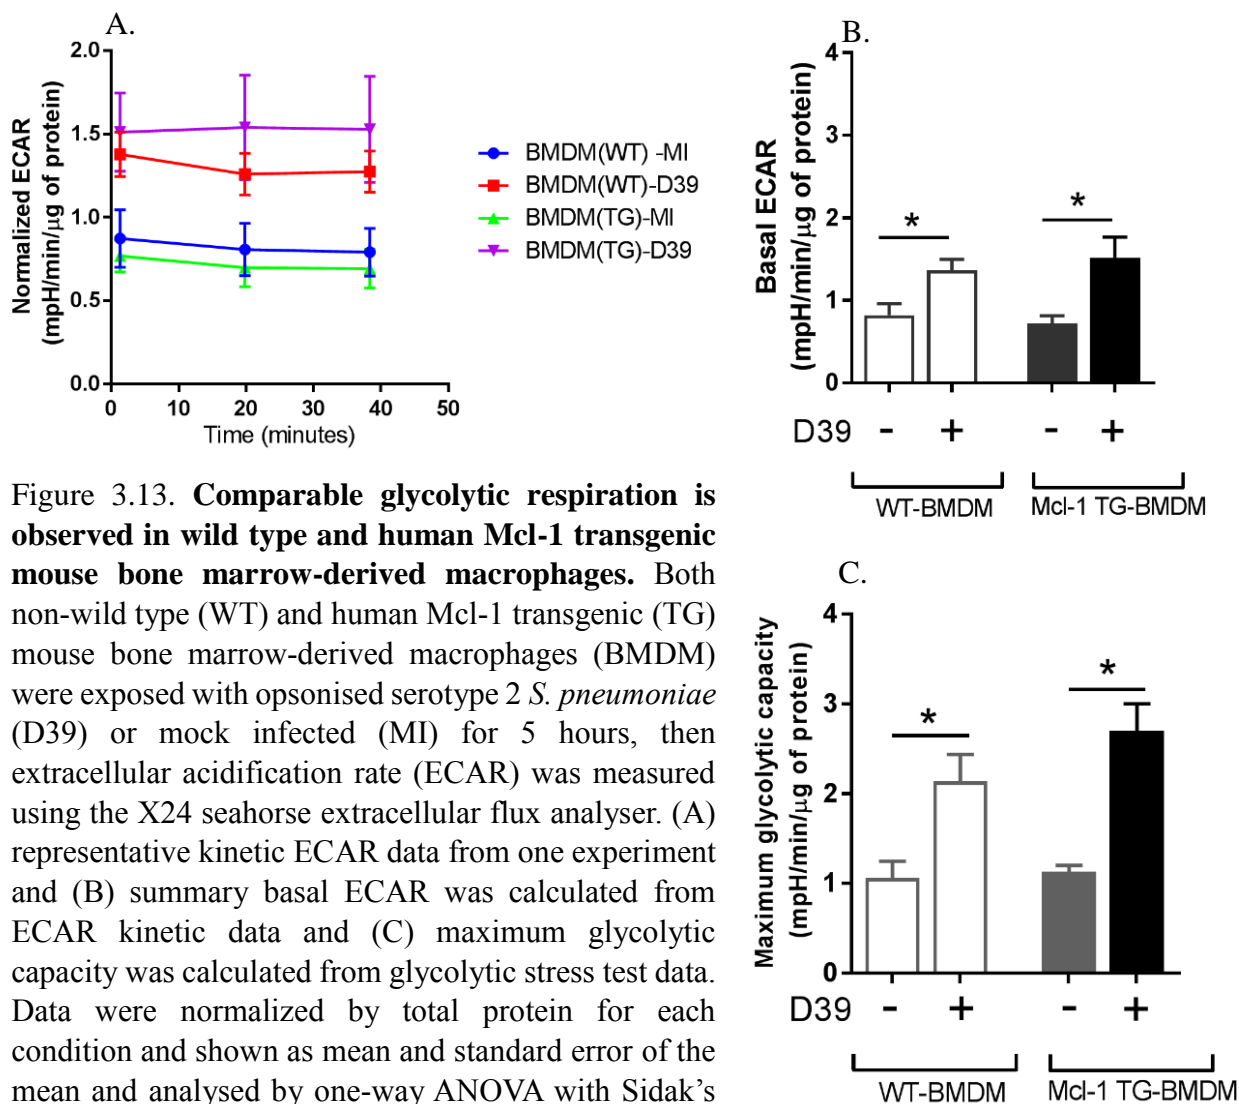 A.
2.0
1.5
1.0
0.5
0.0
0 10 20 30 40 50
Time (minutes)
Normalized ECAR
(mpH/min/µg of protein)
BMDM(WT) -MI
BMDM(WT)-D39
BMDM(TG)-MI
BMDM(TG)-D39
B.
4
3
2
1
0
Basal ECAR
(mpH/min/µg of protein)
*
*
D39 - + - +
WT-BMDM Mcl-1 TG-BMDM
Figure 3.13. Comparable glycolytic respiration is
observed in wild type and human Mcl-1 transgenic
mouse bone marrow-derived macrophages. Both
non-wild type (WT) and human Mcl-1 transgenic (TG)
mouse bone marrow-derived macrophages (BMDM)
were exposed with opsonised serotype 2 S. pneumoniae
(D39) or mock infected (MI) for 5 hours, then
extracellular acidification rate (ECAR) was measured
using the X24 seahorse extracellular flux analyser. (A)
representative kinetic ECAR data from one experiment
and (B) summary basal ECAR was calculated from
ECAR kinetic data and (C) maximum glycolytic
capacity was calculated from glycolytic stress test data.
Data were normalized by total protein for each
condition and shown as mean and standard error of the
mean and analysed by one-way ANOVA with Sidak's
C.
4
3
2
1
0
Maximum glycolytic capacity
(mpH/min/µg of protein)
*
*
D39 - + - +
WT-BMDM Mcl-1 TG-BMDM